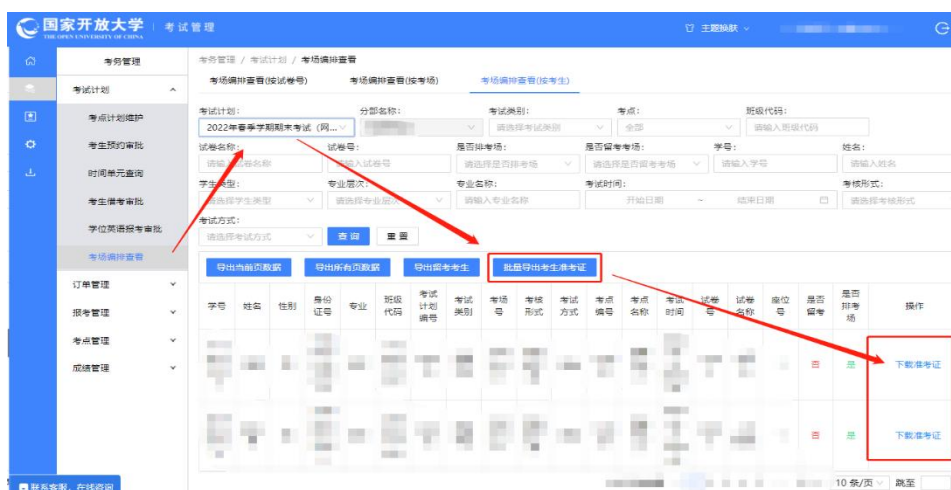 国家开放大学 考试管理 主题换肤
THE OPEN UNIVERSITY OF CHINA
考务管理
考试计划
考点计划维护
考生预约审批
时间单元查询
考生借考审批
学位英语报考审批
考场编排查看
订单管理
报考管理
考点管理
成绩管理
联系客服，在线咨询
考务管理 / 考试计划 / 考场编排查看
考场编排查看(按试卷号) 考场编排查看(按考场) 考场编排查看(按考生)
考试计划: 分部名称: 考试类别: 考点: 班级代码:
2022年春季学期期末考试（网... 请选择考试类别 全部 请输入班级代码
试卷名称: 试卷号: 是否排考场: 是否留考考场: 学号: 姓名:
请输入试卷名称 请输入试卷号 请选择是否排考场 请选择是否留考考场 请输入学号 请输入姓名
学生类型: 专业层次: 专业名称: 考试时间: 考核形式:
请选择学生类型 请选择专业层次 请输入专业名称 开始日期 ~ 结束日期 请选择考核形式
考试方式:
请选择考试方式 查询 重置
导出当前页数据 导出所有页数据 导出留考考生 批量导出考生准考证
学号 姓名 性别 身份证号 专业 班级代码 考试计划编号 考试类别 考场号 考核形式 考试方式 考点编号 考点名称 考试时间 试卷号 试卷名称 座位号 是否留考 是否排考场 操作
否 是 下载准考证
否 是 下载准考证
10 条/页 跳至